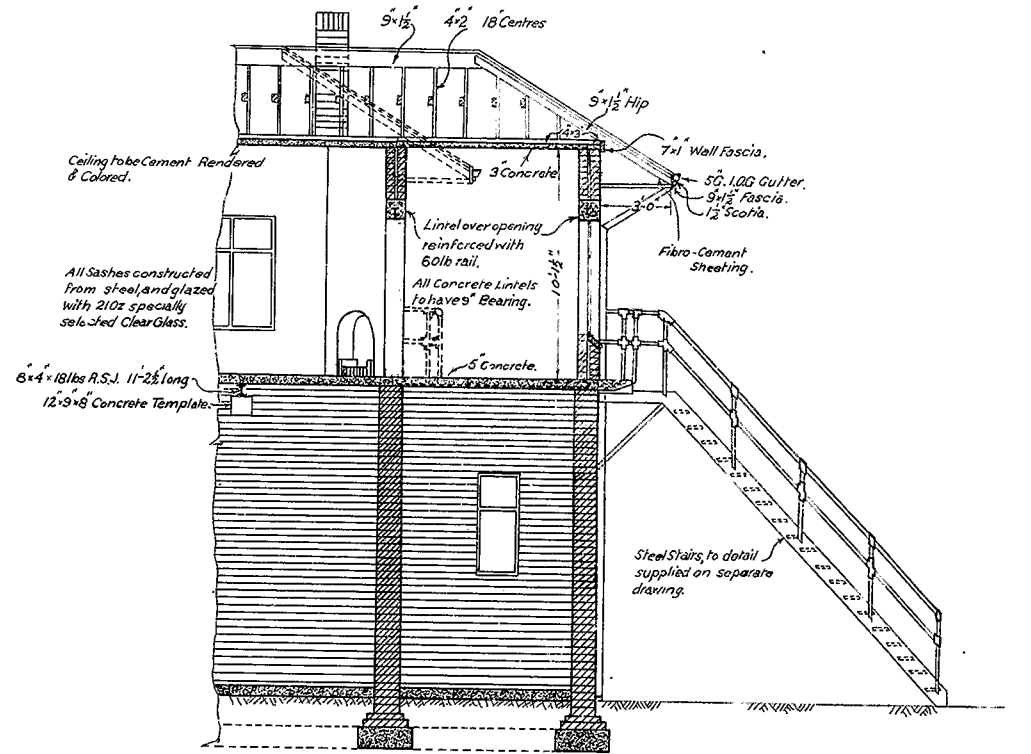 9"×1½"
4"×2" 18" Centres
9"×1½" Hip
4×3"
7"×1" Wall Fascia.
Ceiling to be Cement Rendered
& Colored.
3" Concrete
5"G.I.O.G Gutter.
9"×1½" Fascia.
1½" Scotia.
3'-0"
Lintel over opening
reinforced with
60lb rail.
Fibro-Cement
Sheeting.
10'-1½"
All Sashes constructed
from steel, and glazed
with 21oz specially
selected Clear Glass.
All Concrete Lintels
to have 9" Bearing.
5" Concrete.
8"×4"×18lbs R.S.J. 11'-2½" long
12"×9"×8" Concrete Template.
Steel Stairs, to detail
supplied on separate
drawing.